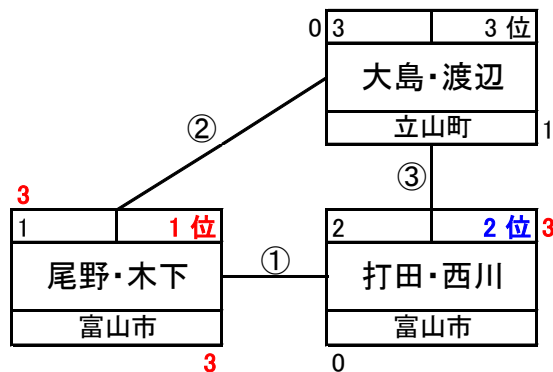 0 3 3 位
大島・渡辺
立山町 1
②
③
3
1 1 位
尾野・木下
富山市
3
①
2 2 位 3
打田・西川
富山市
0